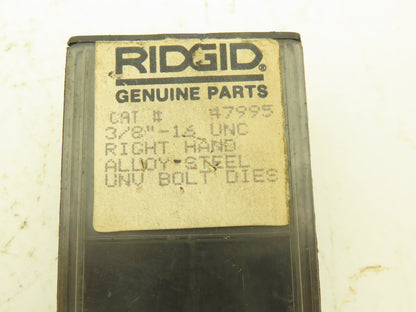 RIDGID®
GENUINE PARTS
CAT # 47995
3/8"-16 UNC
RIGHT HAND
ALLOY-STEEL
UNV BOLT DIES